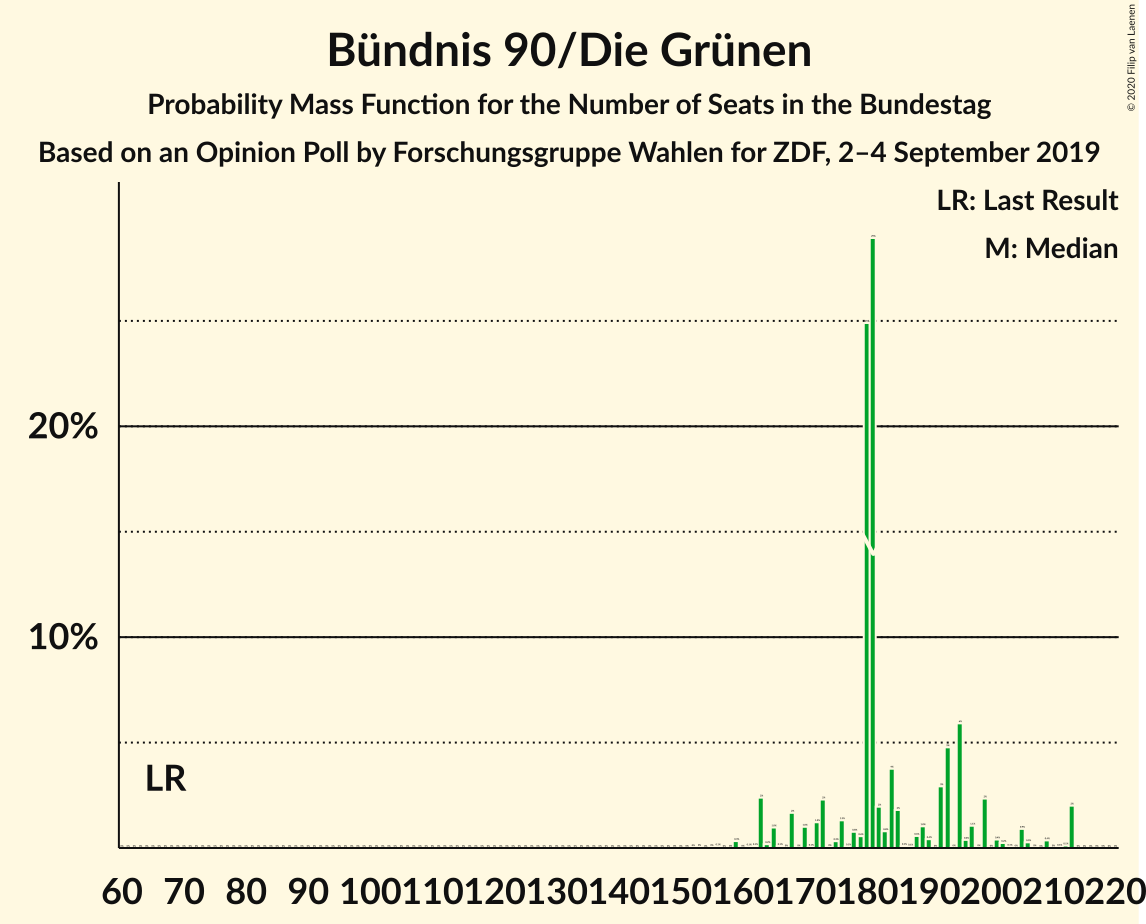 Bündnis 90/Die Grünen
Probability Mass Function for the Number of Seats in the Bundestag
Based on an Opinion Poll by Forschungsgruppe Wahlen for ZDF, 2–4 September 2019
© 2020 Filip van Laenen
LR: Last Result
M: Median
20%
10%
LR
60 70 80 90 100 110 120 130 140 150 160 170 180 190 200 210 220